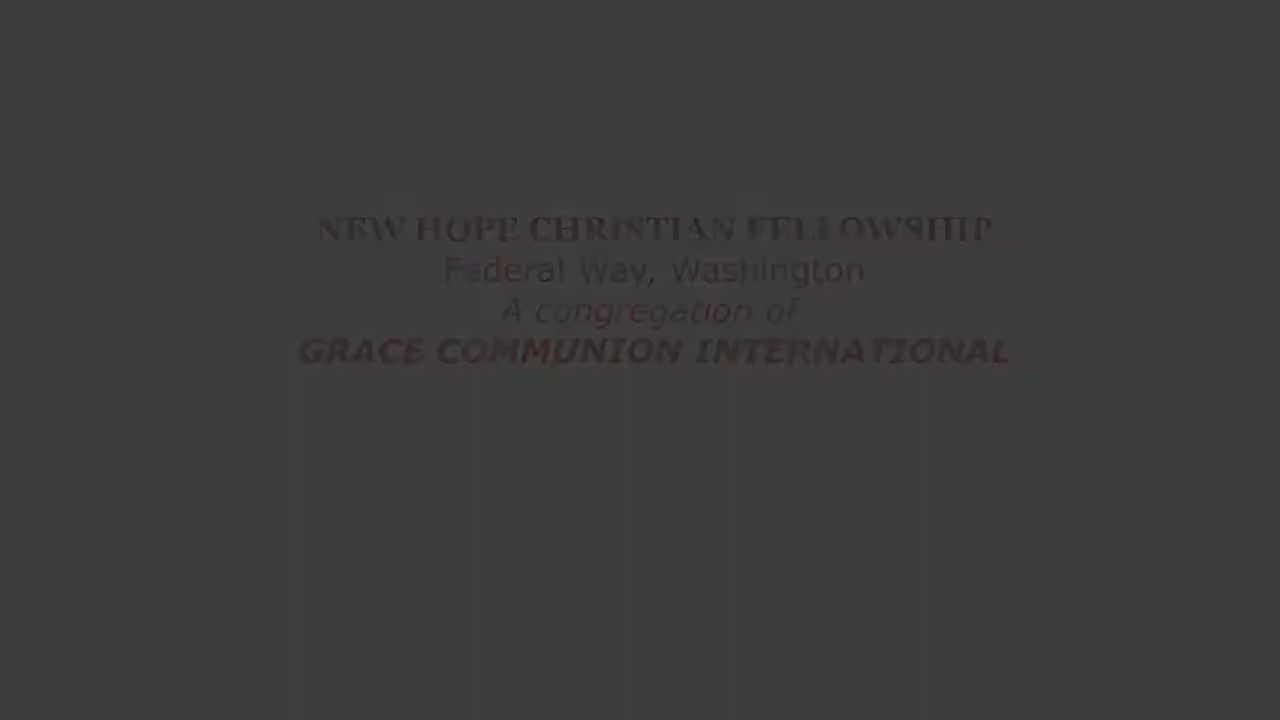 NEW HOPE CHRISTIAN FELLOWSHIP
Federal Way, Washington
A congregation of
GRACE COMMUNION INTERNATIONAL